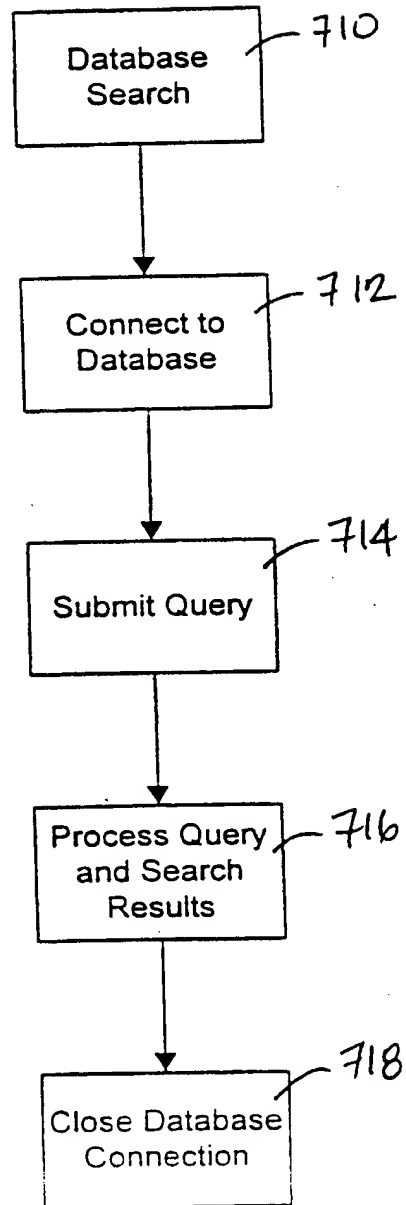 Database
Search
710
Connect to
Database
712
Submit Query
714
Process Query
and Search
Results
716
Close Database
Connection
718